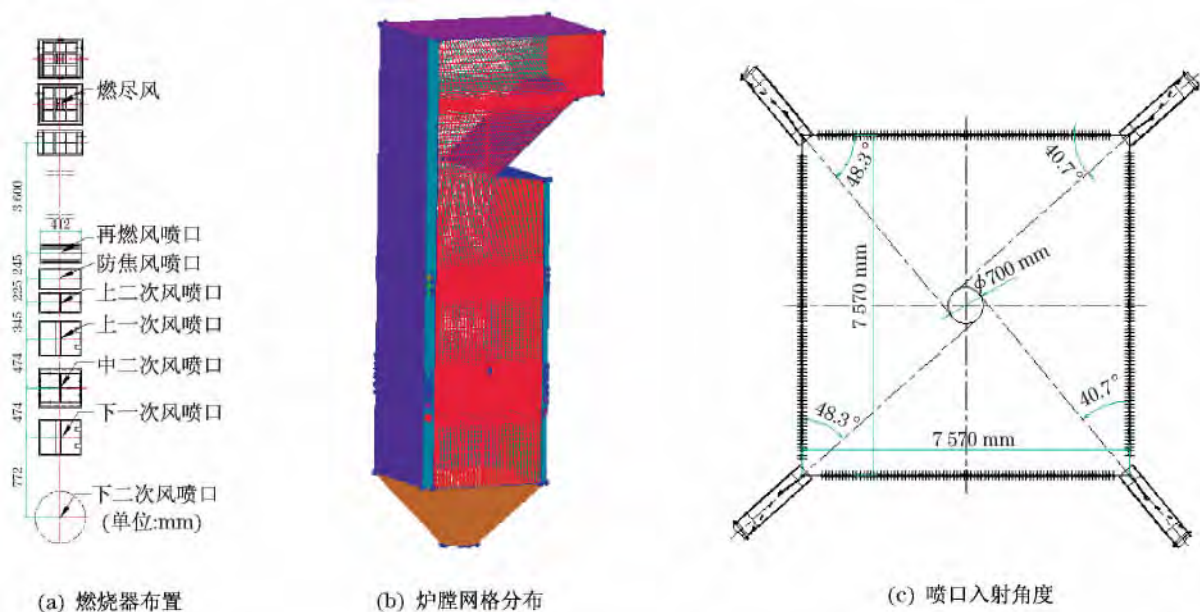 燃尽风
3 600
412
再燃风喷口
245
防焦风喷口
225
上二次风喷口
345
上一次风喷口
474
中二次风喷口
474
下一次风喷口
772
下二次风喷口
(单位:mm)
(a) 燃烧器布置
(b) 炉膛网格分布
48.3°
40.7°
ϕ700 mm
7 570 mm
48.3°
40.7°
7 570 mm
(c) 喷口入射角度